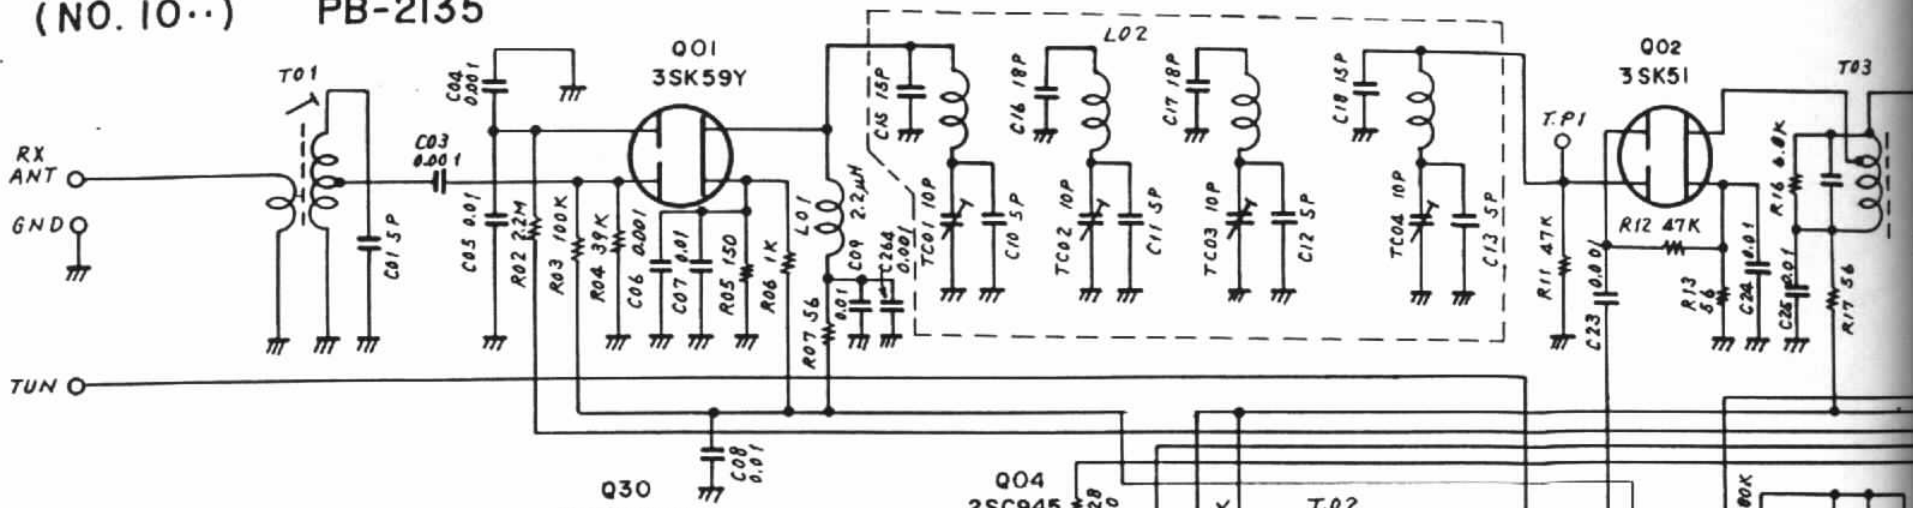 (NO. 10··) PB-2135
T01
RX
ANT
GND
TUN
C01 5P
C03
0.001
C04
0.001
C05 0.01
R02 2.2M
R03 100K
R04 39K
C06 0.001
C07 0.01
R05 150
R06 1K
Q01
3SK59Y
L01 2.2μH
R07 56
C09
0.01
C26A
0.001
C08
0.01
L02
C15 15P
C16 18P
C17 18P
C18 15P
TC01 10P
C10 5P
TC02 10P
C11 5P
TC03 10P
C12 5P
TC04 10P
C13 5P
T.P1
R11 47K
Q02
3SK51
R12 47K
C23 0.001
R13
56
C24 0.01
C25 0.01
R16 6.8K
R17 56
T03
Q30
Q04
2SC945
T02